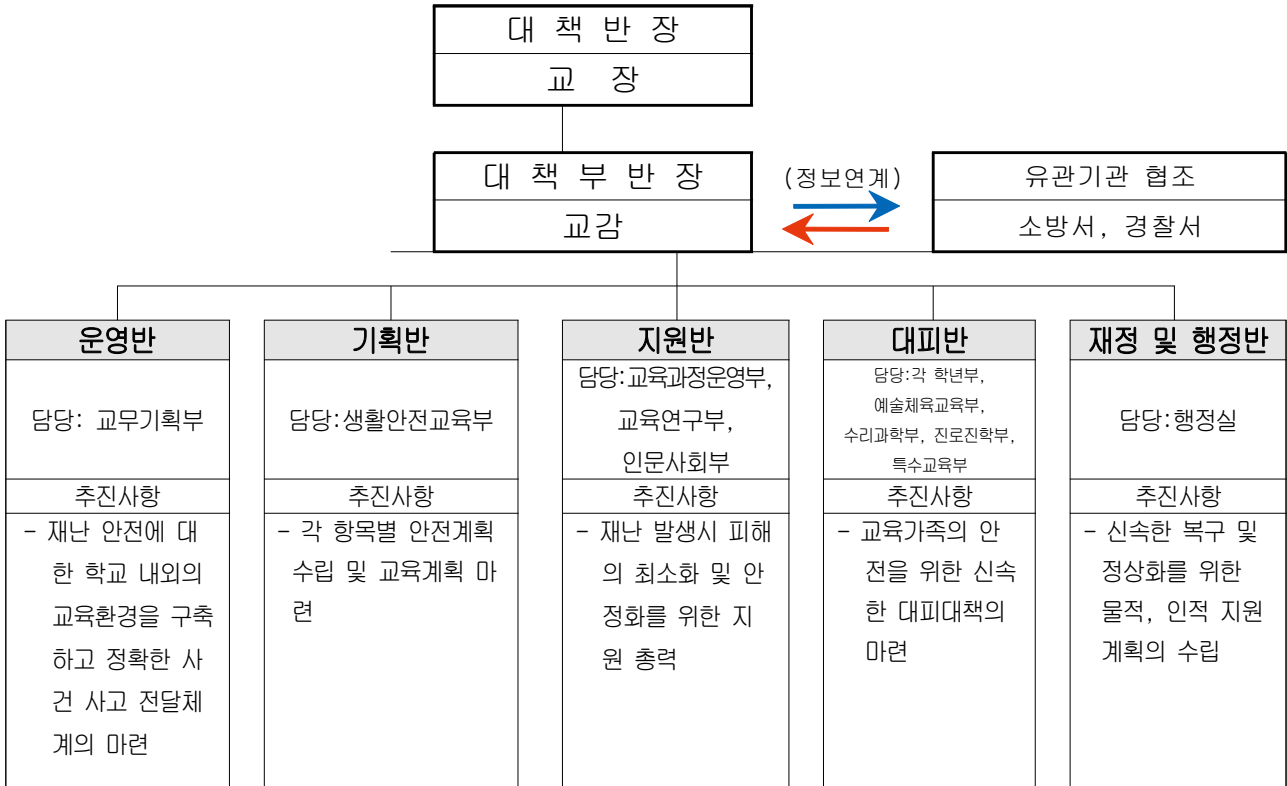 대 책 반 장
교 장
대 책 부 반 장
교감
(정보연계)
유관기관 협조
소방서, 경찰서
운영반
담당: 교무기획부
추진사항
- 재난 안전에 대
한 학교 내외의
교육환경을 구축
하고 정확한 사
건 사고 전달체
계의 마련
기획반
담당:생활안전교육부
추진사항
- 각 항목별 안전계획
수립 및 교육계획 마
련
지원반
담당:교육과정운영부,
교육연구부,
인문사회부
추진사항
- 재난 발생시 피해
의 최소화 및 안
정화를 위한 지
원 총력
대피반
담당:각 학년부,
예술체육교육부,
수리과학부, 진로진학부,
특수교육부
추진사항
- 교육가족의 안
전을 위한 신속
한 대피대책의
마련
재정 및 행정반
담당:행정실
추진사항
- 신속한 복구 및
정상화를 위한
물적, 인적 지원
계획의 수립